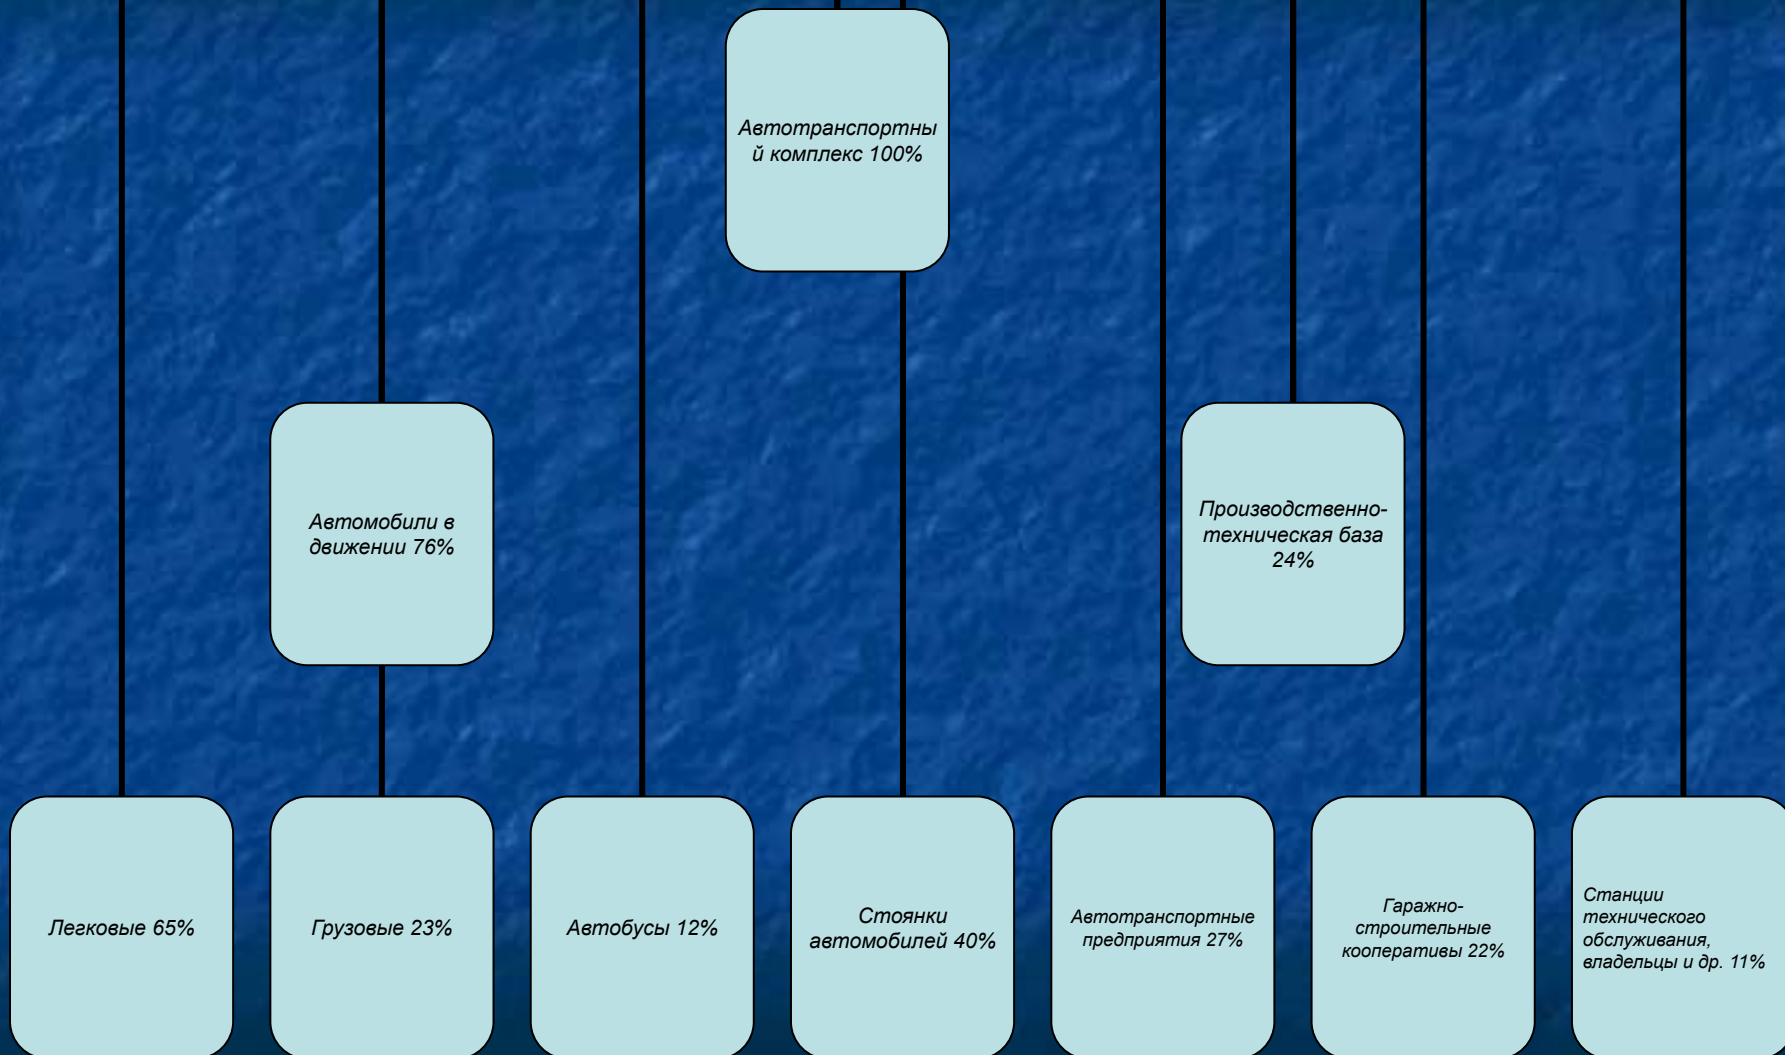 Автотранспортны
й комплекс 100%
Автомобили в
движении 76%
Производственно-
техническая база
24%
Легковые 65%
Грузовые 23%
Автобусы 12%
Стоянки
автомобилей 40%
Автотранспортные
предприятия 27%
Гаражно-
строительные
кооперативы 22%
Станции
технического
обслуживания,
владельцы и др. 11%